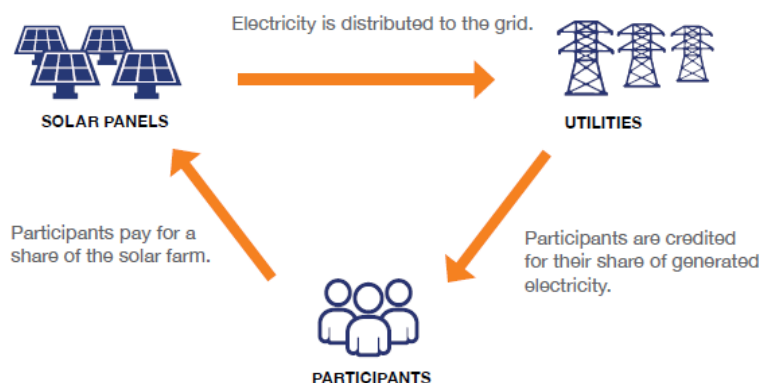 Electricity is distributed to the grid.
SOLAR PANELS
UTILITIES
Participants pay for a
share of the solar farm.
Participants are credited
for their share of generated
electricity.
PARTICIPANTS